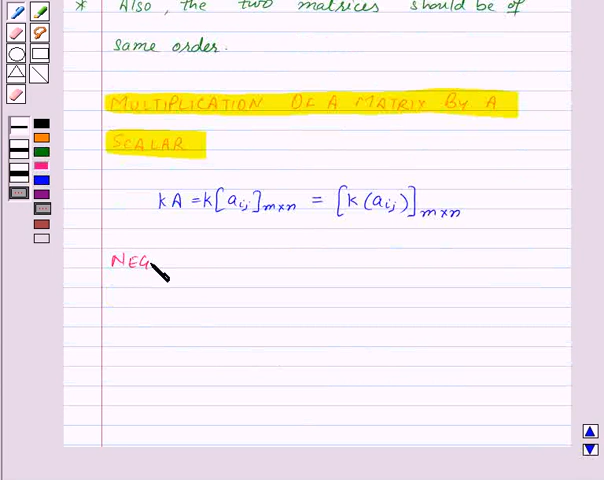 * Also, the two matrices should be of
same order.
MULTIPLICATION OF A MATRIX BY A
SCALAR
kA = k[aij]m×n = [k(aij)]m×n
NEG